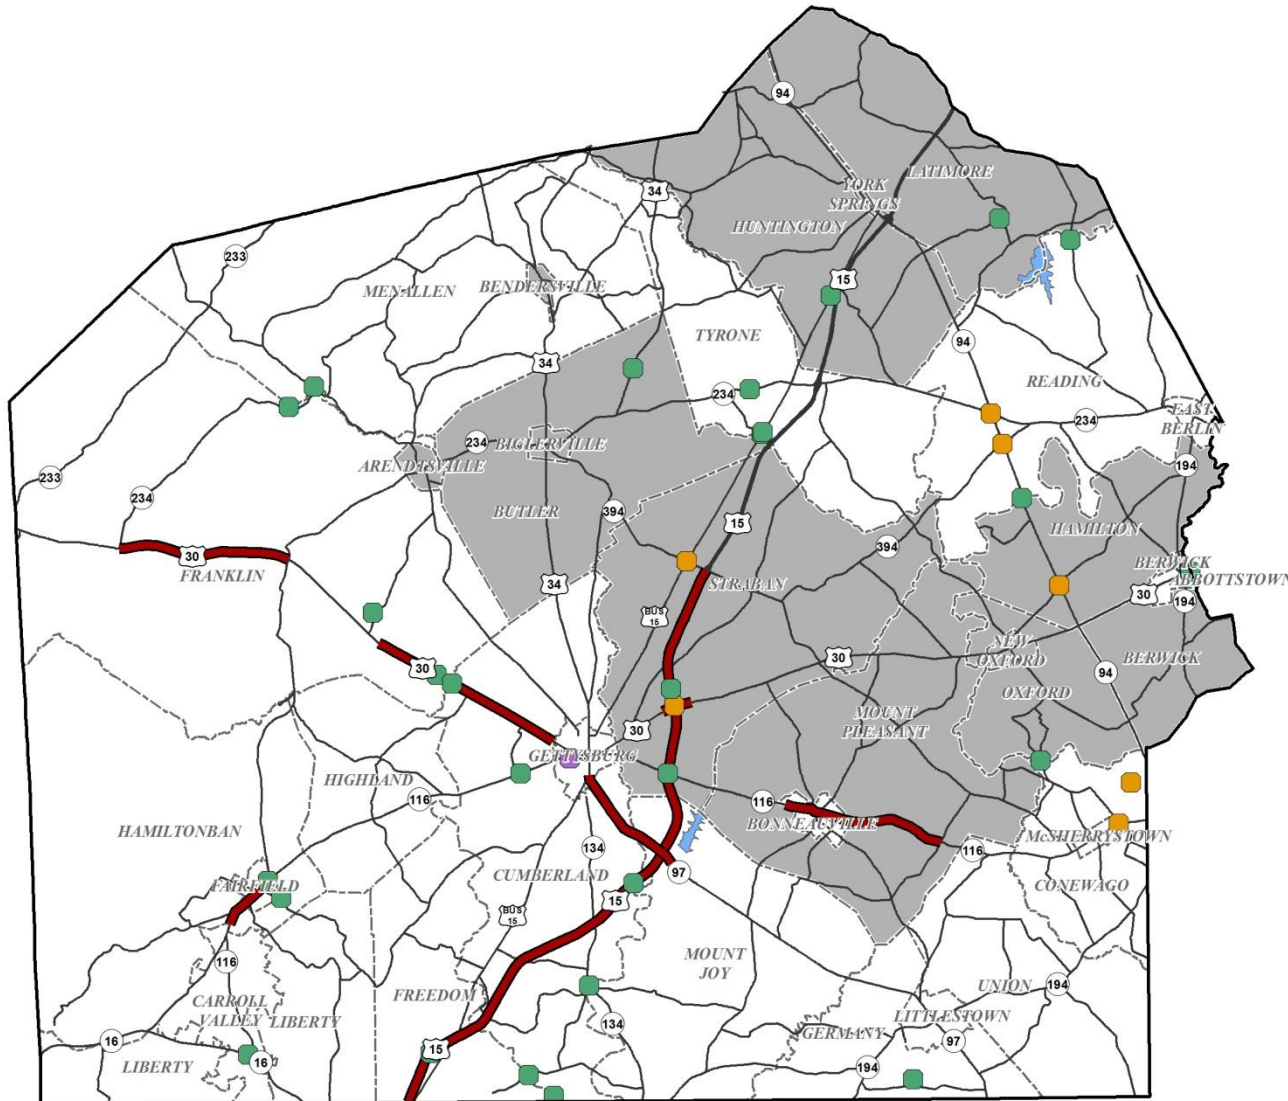 94
LATIMORE
YORK
SPRINGS
34
HUNTINGTON
233
15
BENDERSVILLE
MENALLEN
94
TYRONE
34
READING
234
234
EAST
BERLIN
234
BIGLERVILLE
ARENDTSVILLE
194
233
234
BUTLER
394
15
HAMILTON
394
30
FRANKLIN
BERWICK
ABBOTTSTOWN
STRABAN
34
30
194
BUS
15
NEW
OXFORD
30
BERWICK
30
94
OXFORD
MOUNT
PLEASANT
30
GETTYSBURG
HIGHLAND
116
116
HAMILTONBAN
BONNEAUVILLE
McSHERRYSTOWN
134
116
97
CUMBERLAND
FAIRFIELD
CONEWAGO
15
BUS
15
MOUNT
JOY
116
UNION
194
FREEDOM
CARROLL
VALLEY
LIBERTY
LITTLESTOWN
134
GERMANY
16
97
15
16
LIBERTY
194